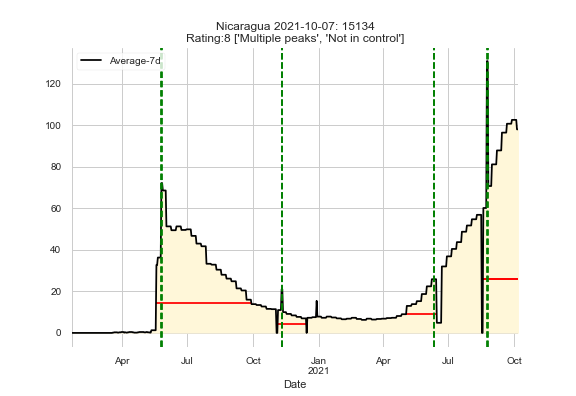 Nicaragua 2021-10-07: 15134
Rating:8 ['Multiple peaks', 'Not in control']
Average-7d
120
100
80
60
40
20
0
Apr Jul Oct Jan Apr Jul Oct
2021
Date